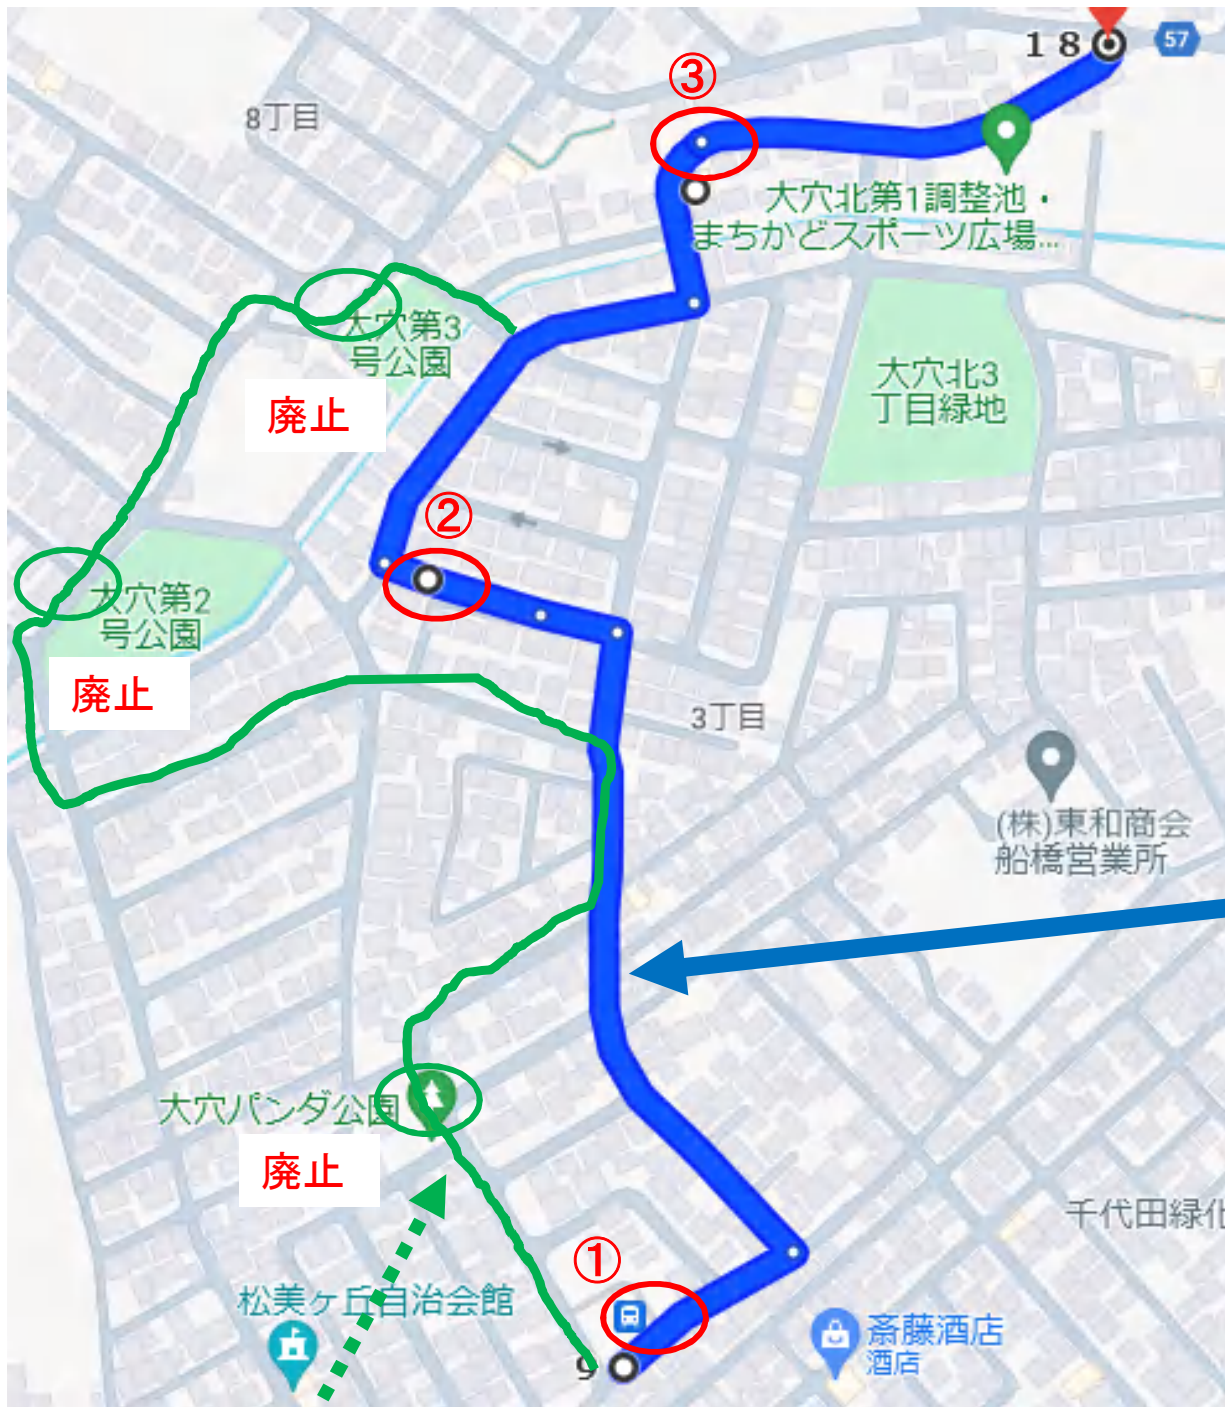 18
57
③
8丁目
大穴北第1調整池・
まちかどスポーツ広場...
大穴第3
号公園
廃止
大穴北3
丁目緑地
②
大穴第2
号公園
廃止
3丁目
(株)東和商会
船橋営業所
大穴パンダ公園
廃止
千代田緑化
①
松美ヶ丘自治会館
斎藤酒店
酒店
9